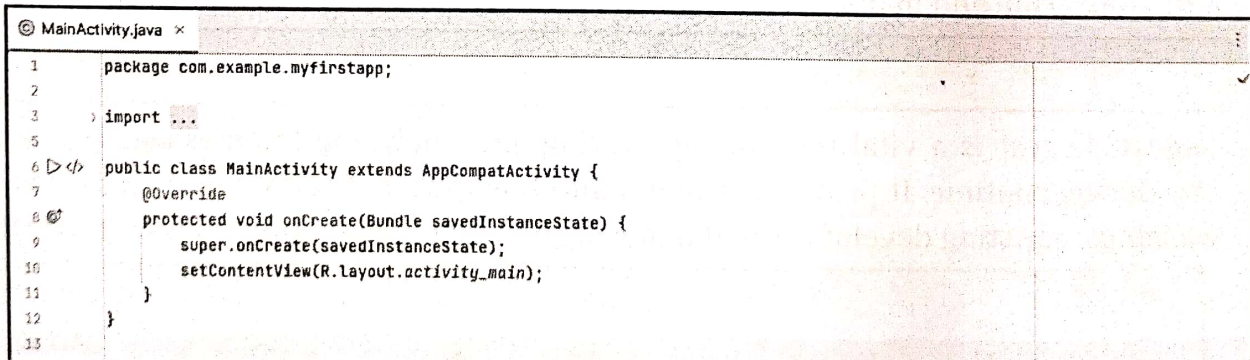 MainActivity.java ×
1 package com.example.myfirstapp;
2
3 import ...
5
6 public class MainActivity extends AppCompatActivity {
7 @Override
8 protected void onCreate(Bundle savedInstanceState) {
9 super.onCreate(savedInstanceState);
10 setContentView(R.layout.activity_main);
11 }
12 }
13